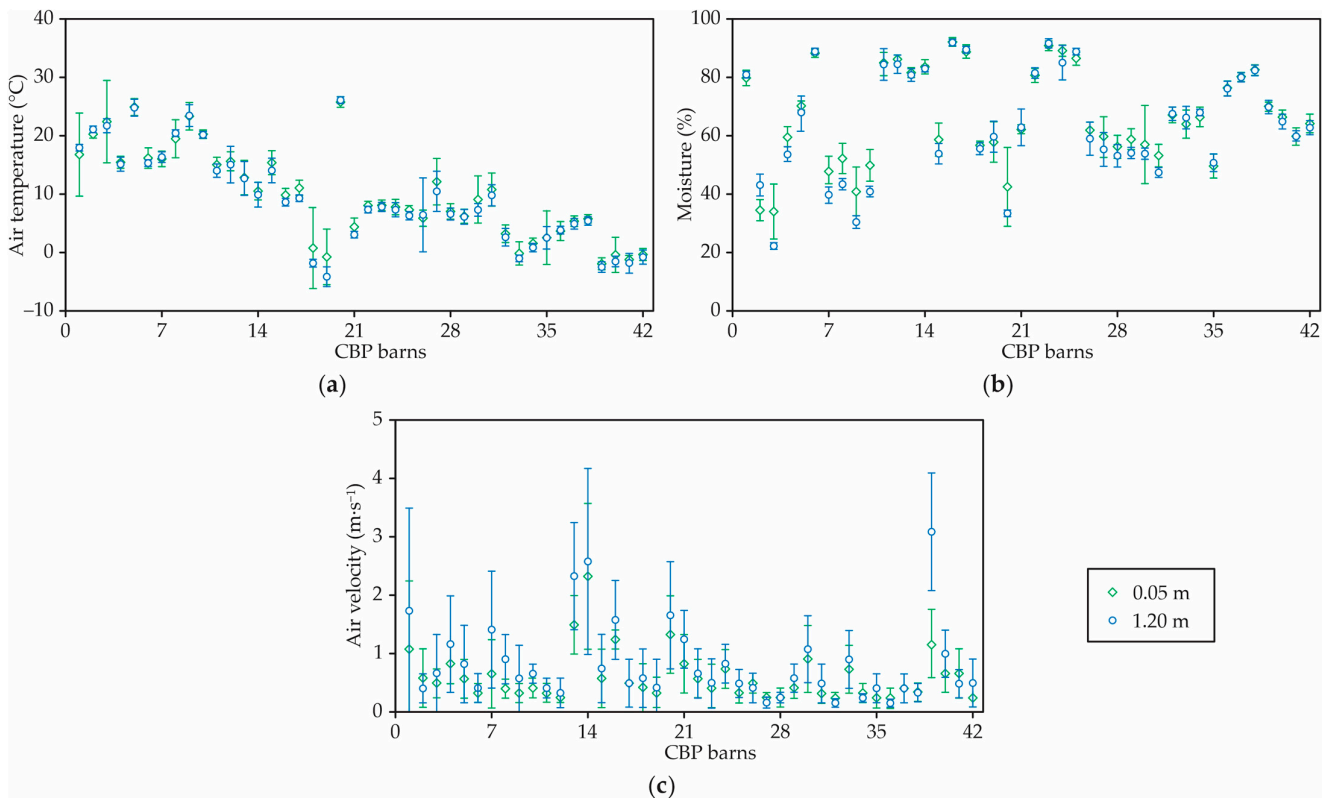 40
30
20
10
0
–10
Air temperature (°C)
0 7 14 21 28 35 42
CBP barns
(a)
100
80
60
40
20
0
Moisture (%)
0 7 14 21 28 35 42
CBP barns
(b)
5
4
3
2
1
0
Air velocity (m·s⁻¹)
0 7 14 21 28 35 42
CBP barns
(c)
0.05 m
1.20 m